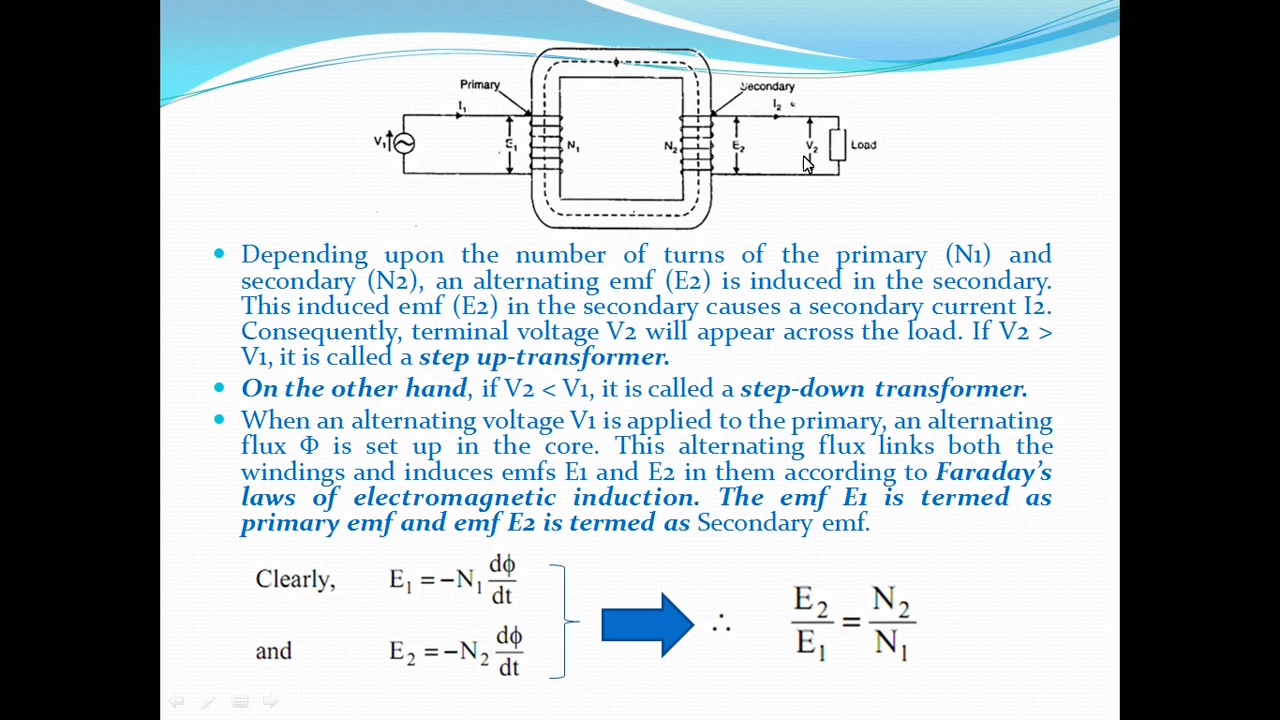 ϕ
Primary
Secondary
I₁
I₂
V₁
E₁
N₁
N₂
E₂
V₂
Load
• Depending upon the number of turns of the primary (N1) and
secondary (N2), an alternating emf (E2) is induced in the secondary.
This induced emf (E2) in the secondary causes a secondary current I2.
Consequently, terminal voltage V2 will appear across the load. If V2 >
V1, it is called a step up-transformer.
• On the other hand, if V2 < V1, it is called a step-down transformer.
• When an alternating voltage V1 is applied to the primary, an alternating
flux Φ is set up in the core. This alternating flux links both the
windings and induces emfs E1 and E2 in them according to Faraday's
laws of electromagnetic induction. The emf E1 is termed as
primary emf and emf E2 is termed as Secondary emf.
Clearly, E₁ = −N₁ dϕ/dt
and E₂ = −N₂ dϕ/dt
∴ E₂/E₁ = N₂/N₁